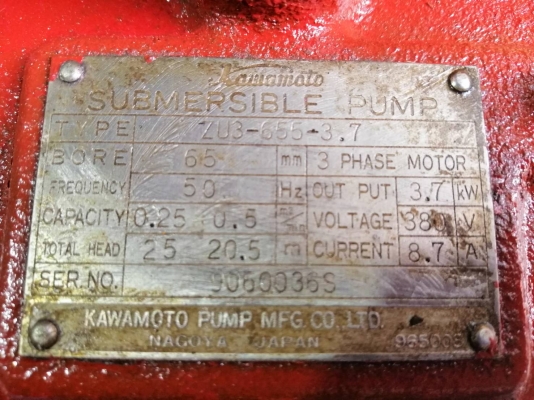 Kawamoto
SUBMERSIBLE PUMP
TYPE ZU3-655-3.7
BORE 65 mm 3 PHASE MOTOR
FREQUENCY 50 Hz OUT PUT 3.7 kW
CAPACITY 0.25 0.5 VOLTAGE 380 V
TOTAL HEAD 25 20.5 m CURRENT 8.7 A
SER.NO. 9060036S
KAWAMOTO PUMP MFG.CO.,LTD.
NAGOYA JAPAN